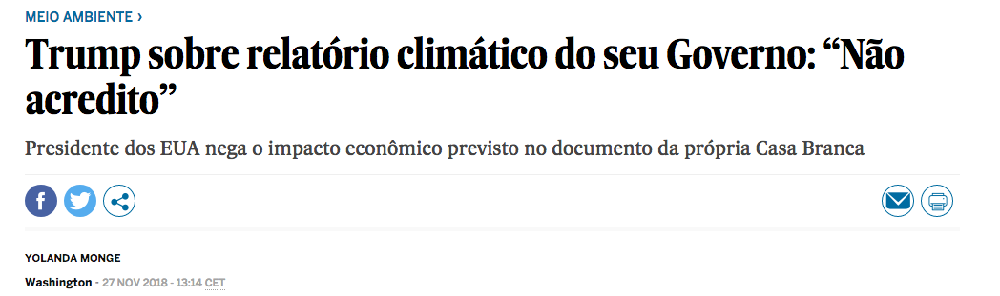 MEIO AMBIENTE ›
Trump sobre relatório climático do seu Governo: “Não
acredito”
Presidente dos EUA nega o impacto econômico previsto no documento da própria Casa Branca
YOLANDA MONGE
Washington - 27 NOV 2018 - 13:14 CET